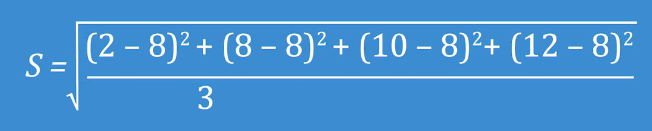 S = √((2 – 8)² + (8 – 8)² + (10 – 8)²+ (12 – 8)²
3